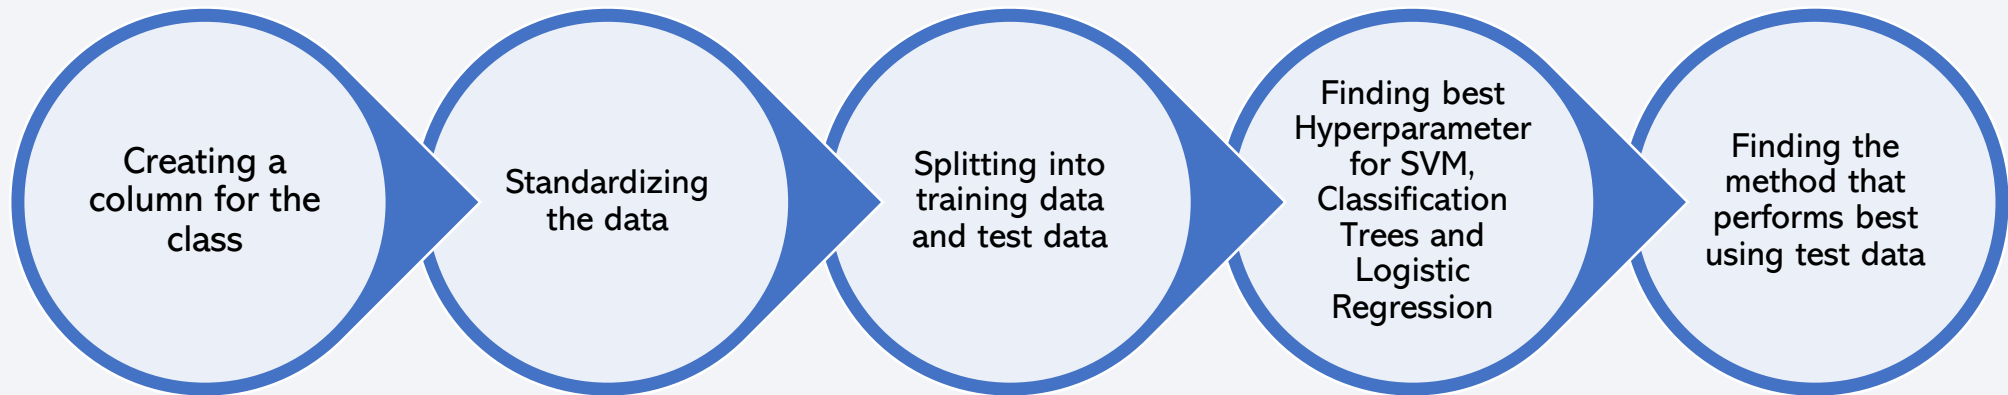 Creating a
column for the
class
Standardizing
the data
Splitting into
training data
and test data
Finding best
Hyperparameter
for SVM,
Classification
Trees and
Logistic
Regression
Finding the
method that
performs best
using test data